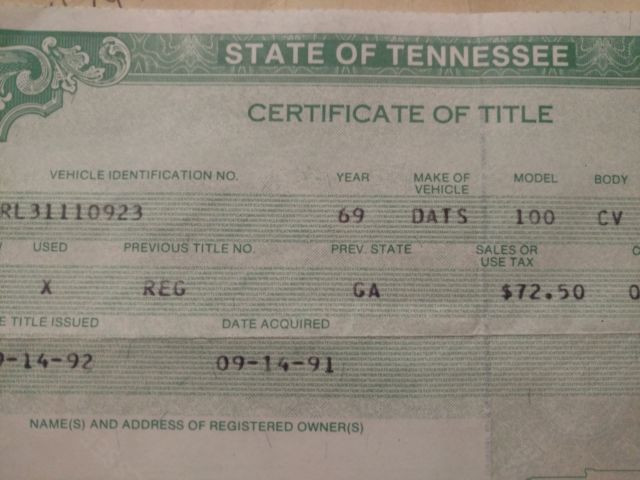 STATE OF TENNESSEE
CERTIFICATE OF TITLE
VEHICLE IDENTIFICATION NO. YEAR MAKE OF VEHICLE MODEL BODY
RL31110923 69 DATS 100 CV
USED PREVIOUS TITLE NO. PREV. STATE SALES OR USE TAX
X REG GA $72.50
TITLE ISSUED DATE ACQUIRED
-14-92 09-14-91
NAME(S) AND ADDRESS OF REGISTERED OWNER(S)